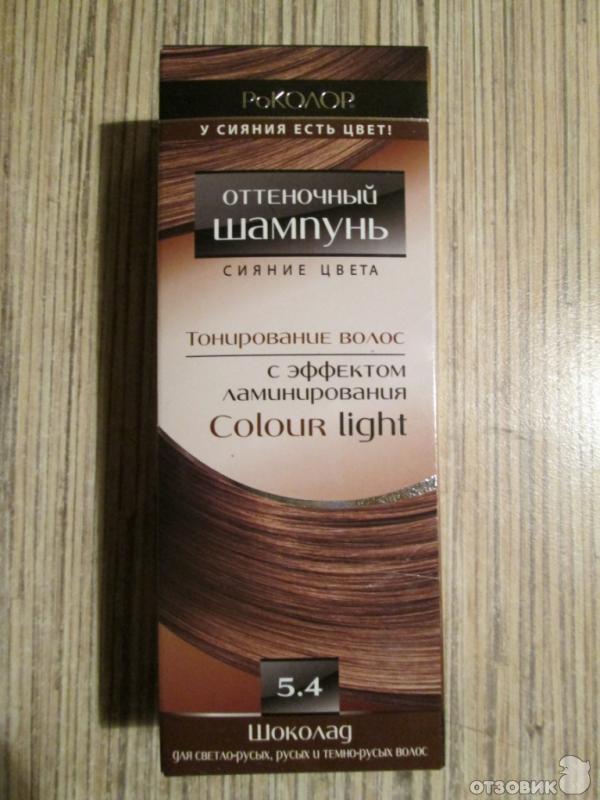 РоКОЛОР
У СИЯНИЯ ЕСТЬ ЦВЕТ!
ОТТЕНОЧНЫЙ
ШАМПУНЬ
СИЯНИЕ ЦВЕТА
Тонирование волос
с эффектом
ламинирования
Colour light
5.4
Шоколад
для светло-русых, русых и темно-русых волос
ОТЗОВИК